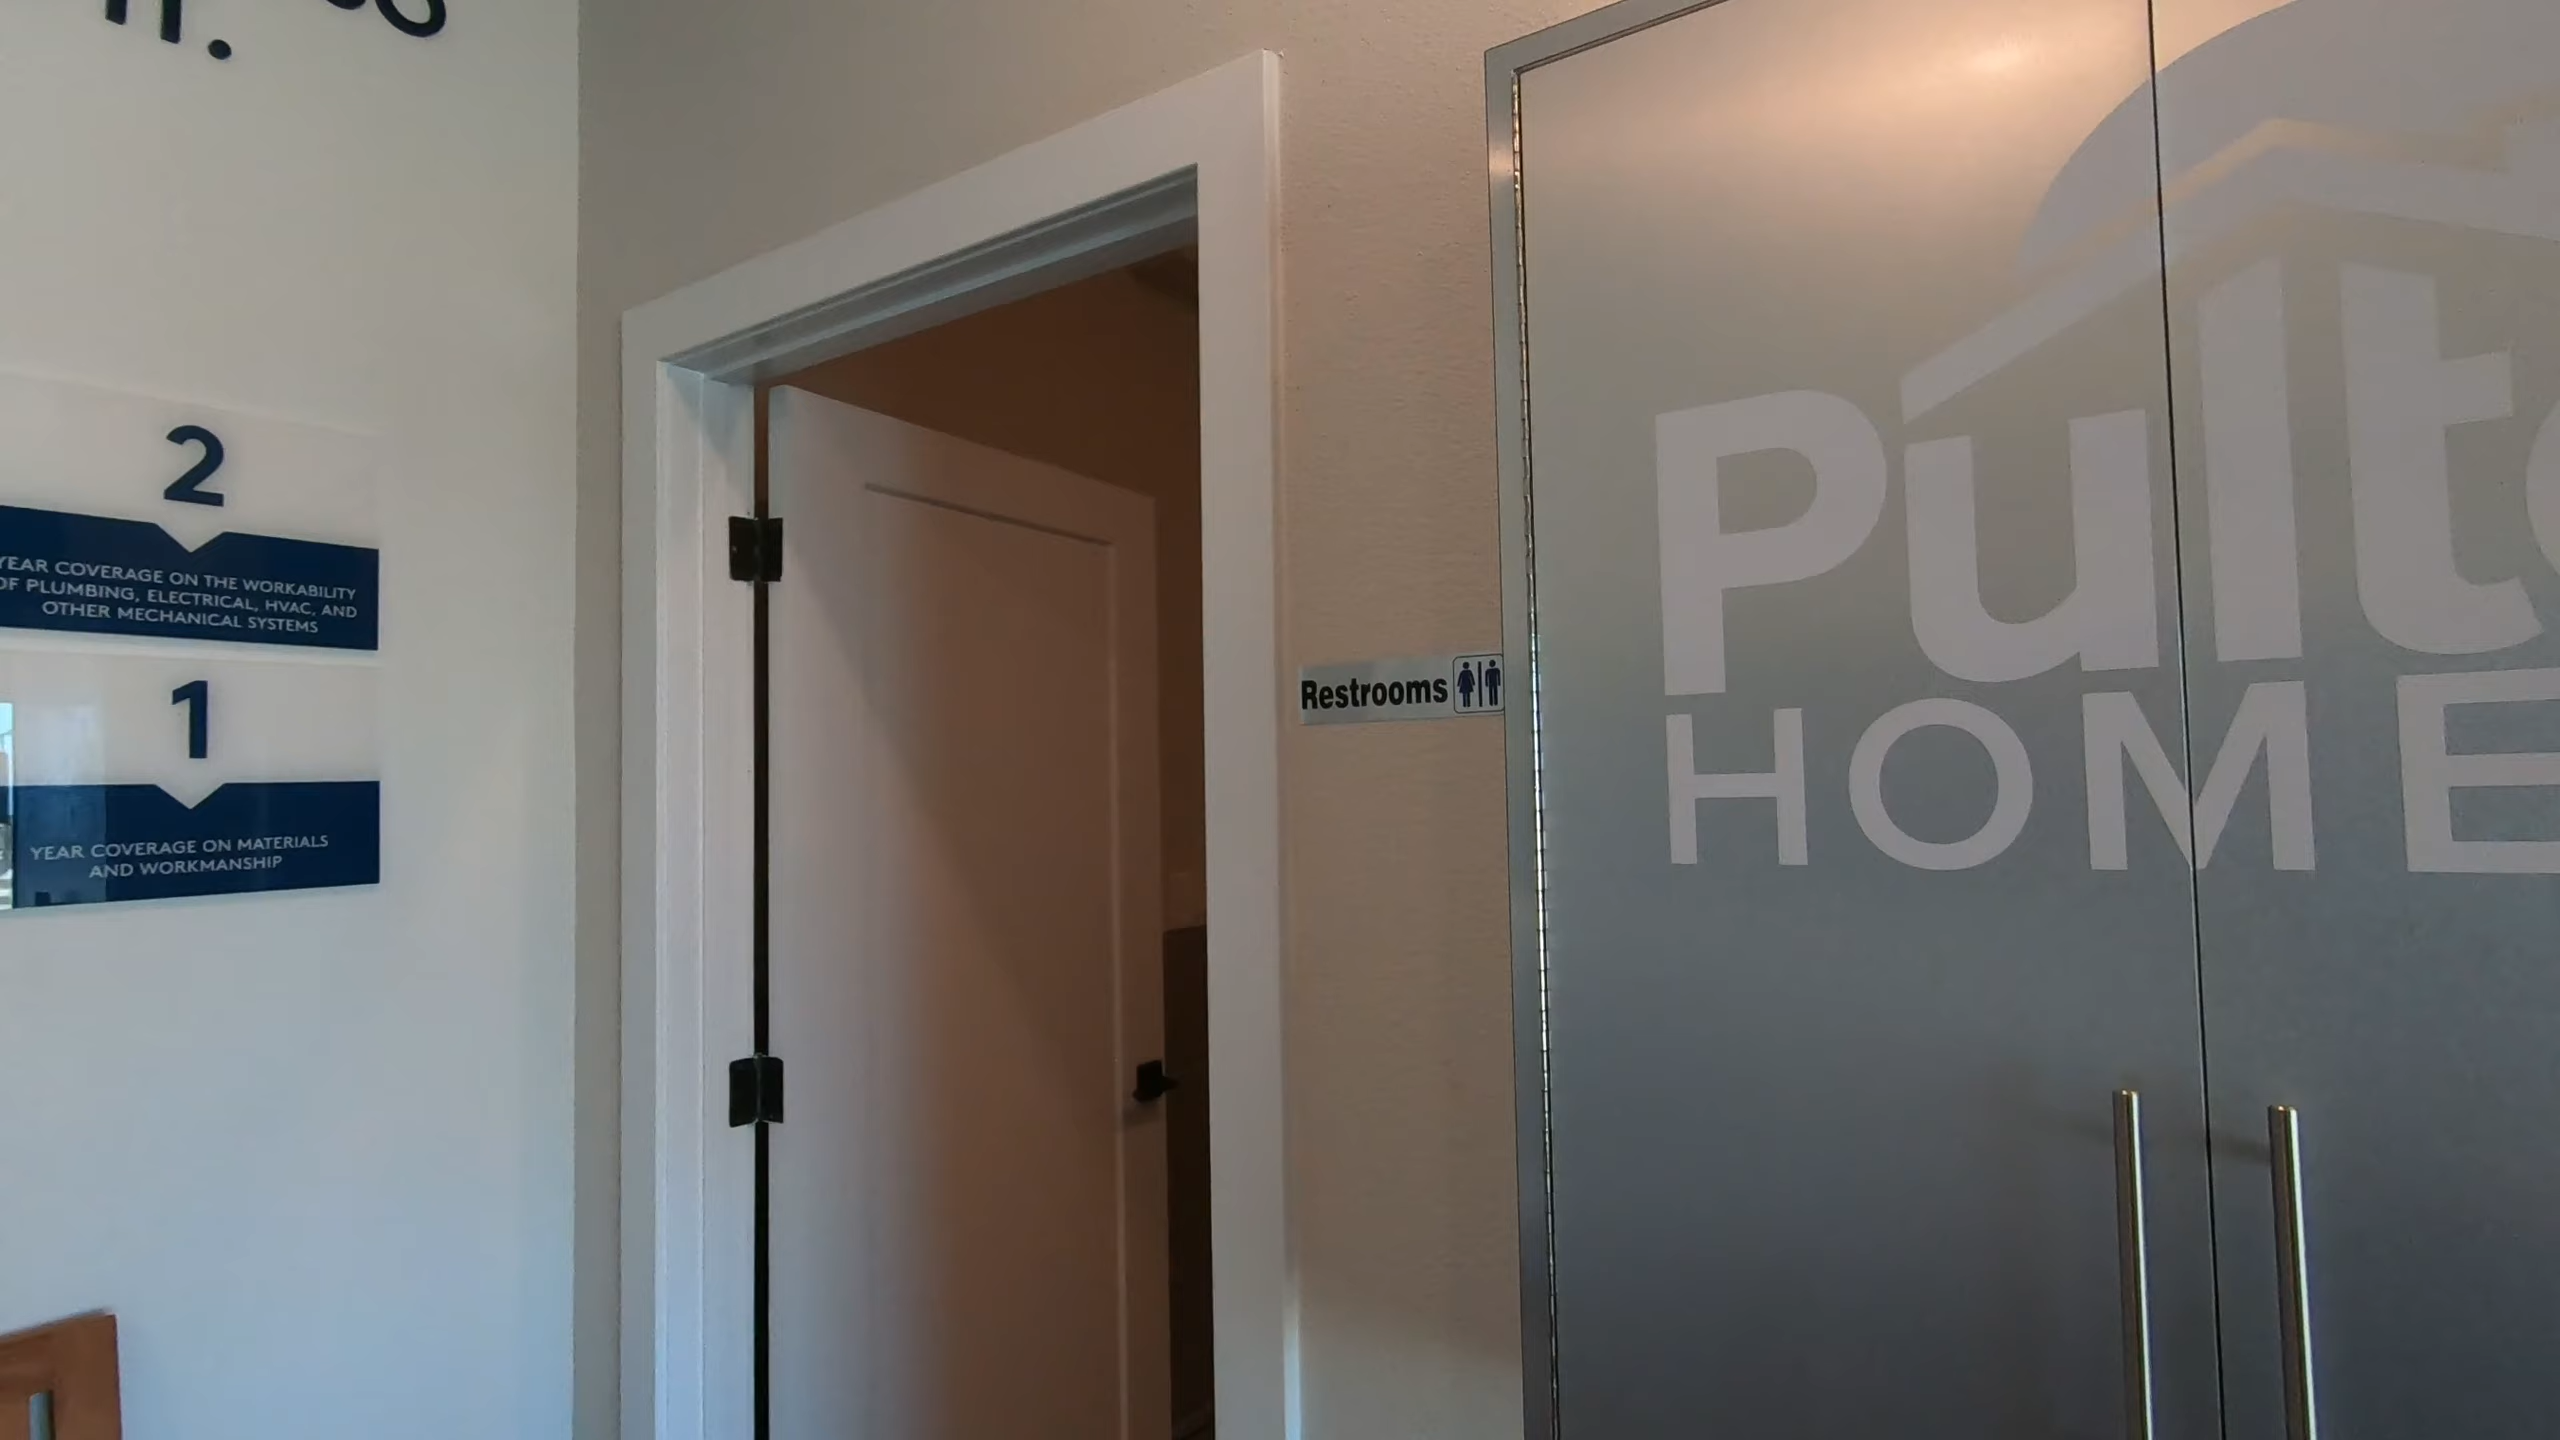 2
YEAR COVERAGE ON THE WORKABILITY
OF PLUMBING, ELECTRICAL, HVAC, AND
OTHER MECHANICAL SYSTEMS
1
YEAR COVERAGE ON MATERIALS
AND WORKMANSHIP
Restrooms
Pulte
HOME